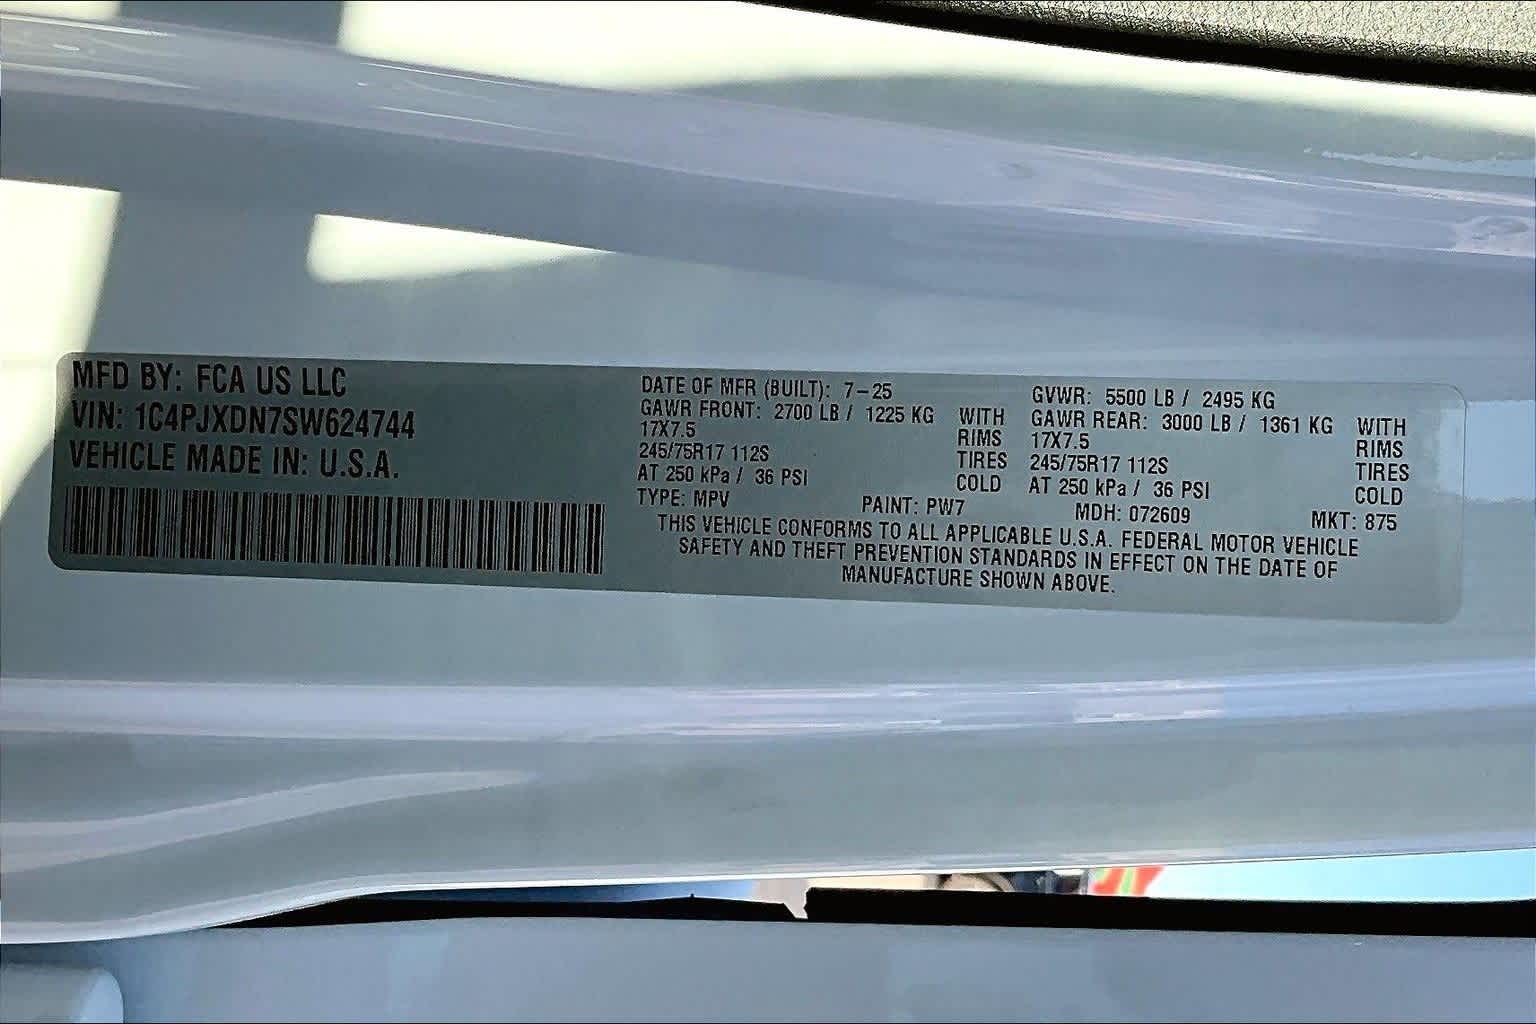 MFD BY: FCA US LLC
VIN: 1C4PJXDN7SW624744
VEHICLE MADE IN: U.S.A.
DATE OF MFR (BUILT): 7-25
GVWR: 5500 LB / 2495 KG
GAWR FRONT: 2700 LB / 1225 KG WITH
17X7.5 RIMS
245/75R17 112S TIRES
AT 250 kPa / 36 PSI COLD
GAWR REAR: 3000 LB / 1361 KG WITH
17X7.5 RIMS
245/75R17 112S TIRES
AT 250 kPa / 36 PSI COLD
TYPE: MPV PAINT: PW7 MDH: 072609 MKT: 875
THIS VEHICLE CONFORMS TO ALL APPLICABLE U.S.A. FEDERAL MOTOR VEHICLE
SAFETY AND THEFT PREVENTION STANDARDS IN EFFECT ON THE DATE OF
MANUFACTURE SHOWN ABOVE.